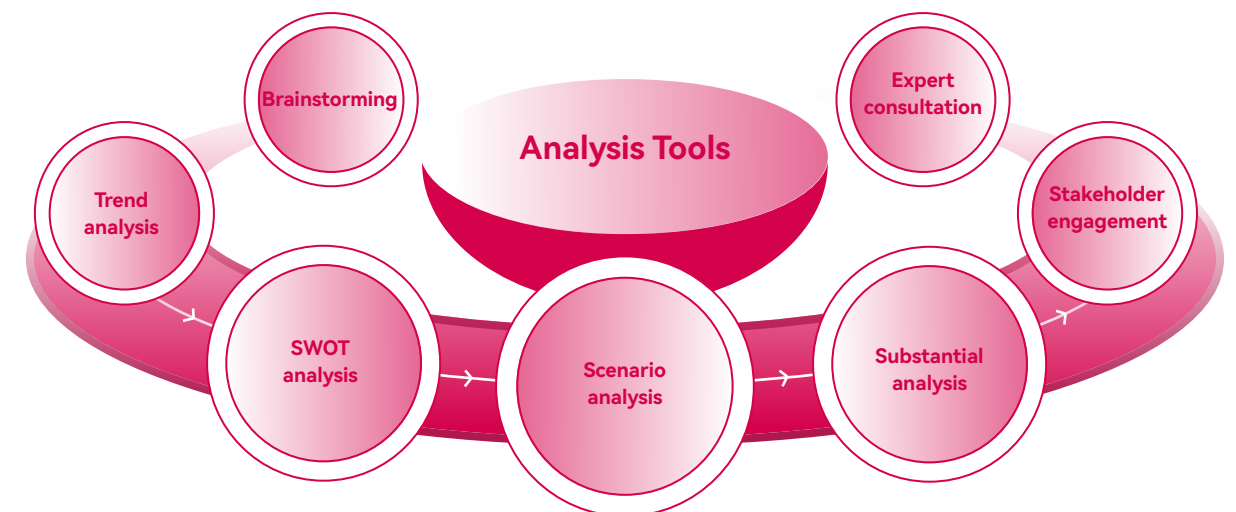 Analysis Tools
Brainstorming
Trend
analysis
SWOT
analysis
Scenario
analysis
Substantial
analysis
Stakeholder
engagement
Expert
consultation